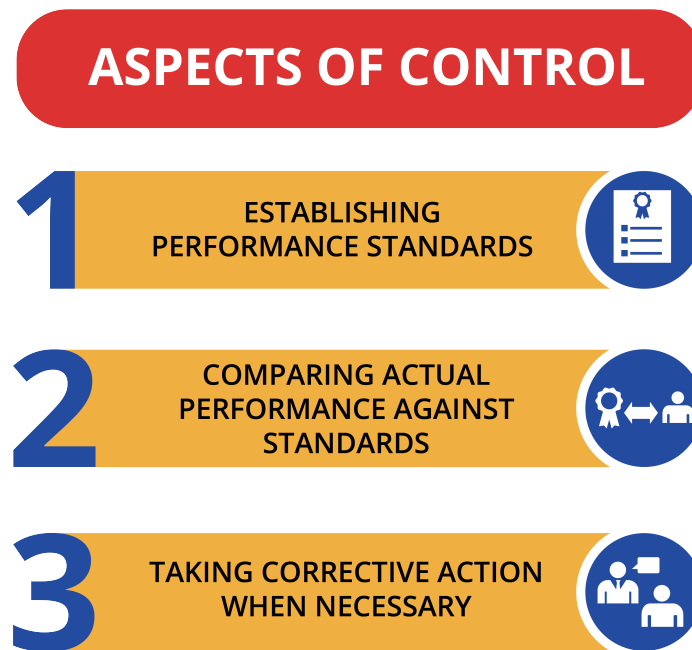 ASPECTS OF CONTROL
1
ESTABLISHING
PERFORMANCE STANDARDS
2
COMPARING ACTUAL
PERFORMANCE AGAINST
STANDARDS
3
TAKING CORRECTIVE ACTION
WHEN NECESSARY